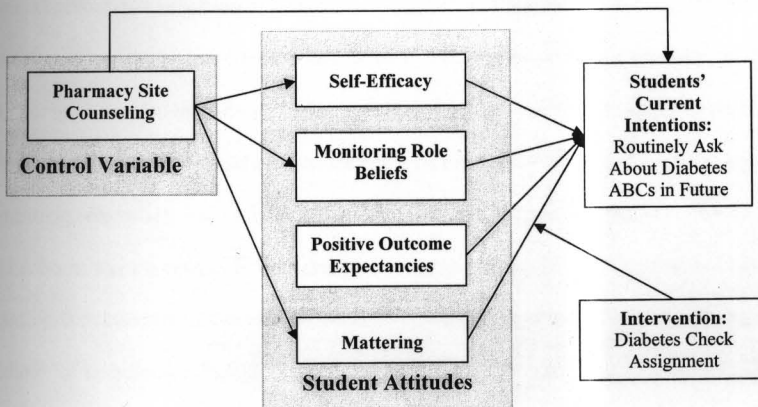 Pharmacy Site
Counseling
Control Variable
Self-Efficacy
Monitoring Role
Beliefs
Positive Outcome
Expectancies
Mattering
Student Attitudes
Students'
Current
Intentions:
Routinely Ask
About Diabetes
ABCs in Future
Intervention:
Diabetes Check
Assignment